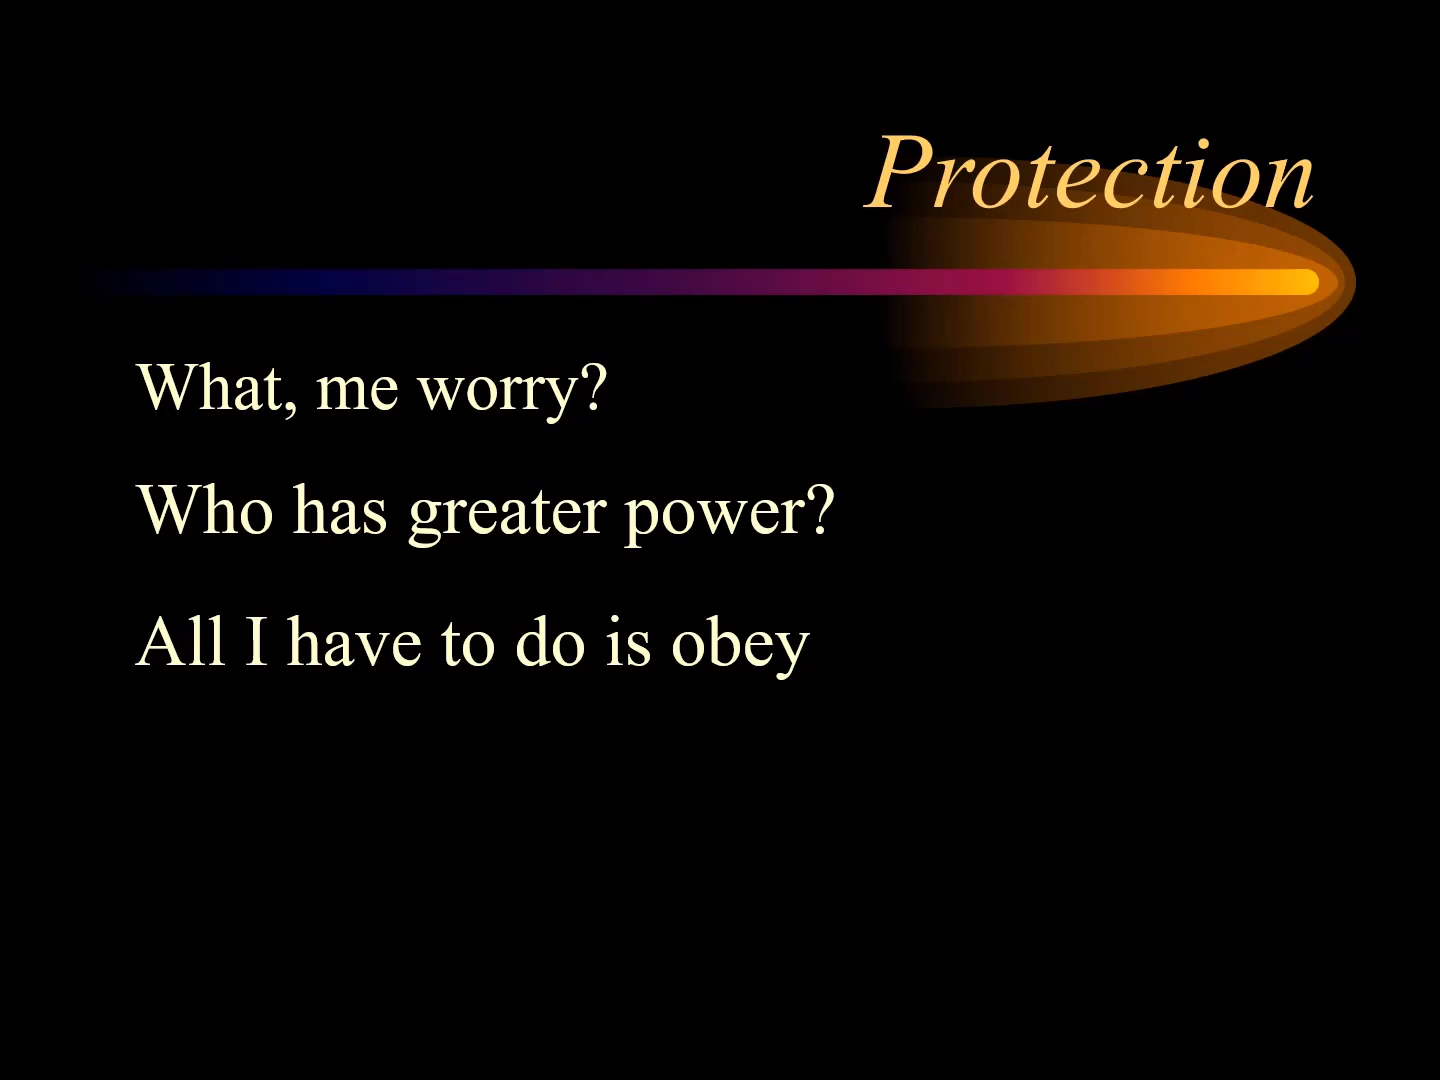 Protection
What, me worry?
Who has greater power?
All I have to do is obey